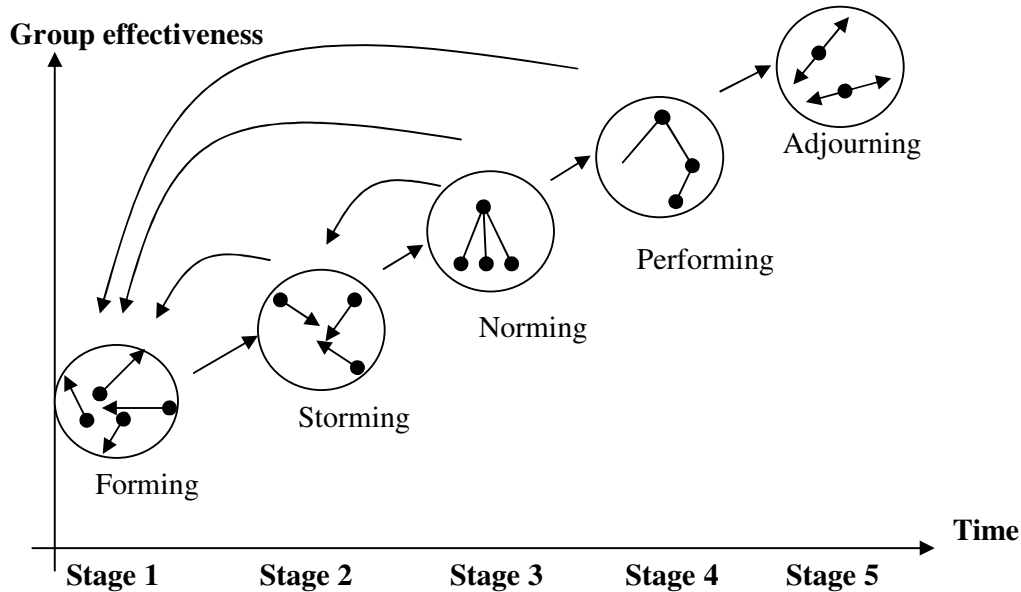 Group effectiveness
Adjourning
Performing
Norming
Storming
Forming
Time
Stage 1 Stage 2 Stage 3 Stage 4 Stage 5